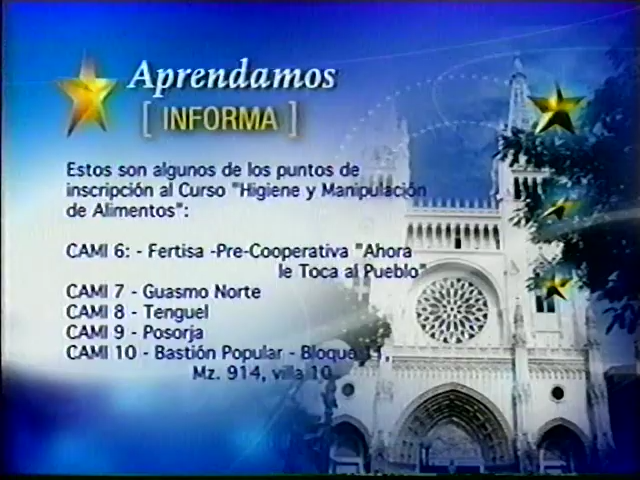 Aprendamos
[ INFORMA ]
Estos son algunos de los puntos de
inscripción al Curso "Higiene y Manipulación
de Alimentos":
CAMI 6: - Fertisa -Pre-Cooperativa "Ahora
le Toca al Pueblo"
CAMI 7 - Guasmo Norte
CAMI 8 - Tenguel
CAMI 9 - Posorja
CAMI 10 - Bastión Popular - Bloque 11,
Mz. 914, villa 10